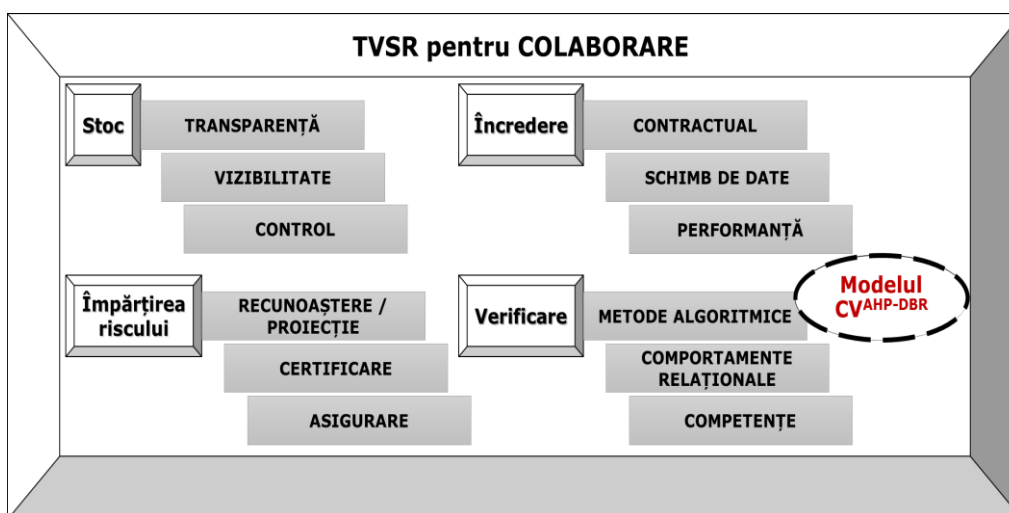 TVSR pentru COLABORARE
Stoc
TRANSPARENȚĂ
VIZIBILITATE
CONTROL
Încredere
CONTRACTUAL
SCHIMB DE DATE
PERFORMANȚĂ
Împărțirea
riscului
RECUNOAȘTERE /
PROIECȚIE
CERTIFICARE
ASIGURARE
Verificare
METODE ALGORITMICE
COMPORTAMENTE
RELAȚIONALE
COMPETENȚE
Modelul
CVAHP-DBR